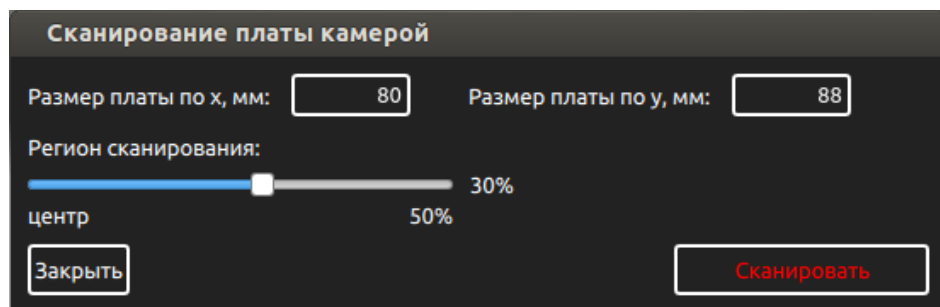 Сканирование платы камерой
Размер платы по x, мм: 80 Размер платы по y, мм: 88
Регион сканирования:
30%
центр 50%
Закрыть Сканировать